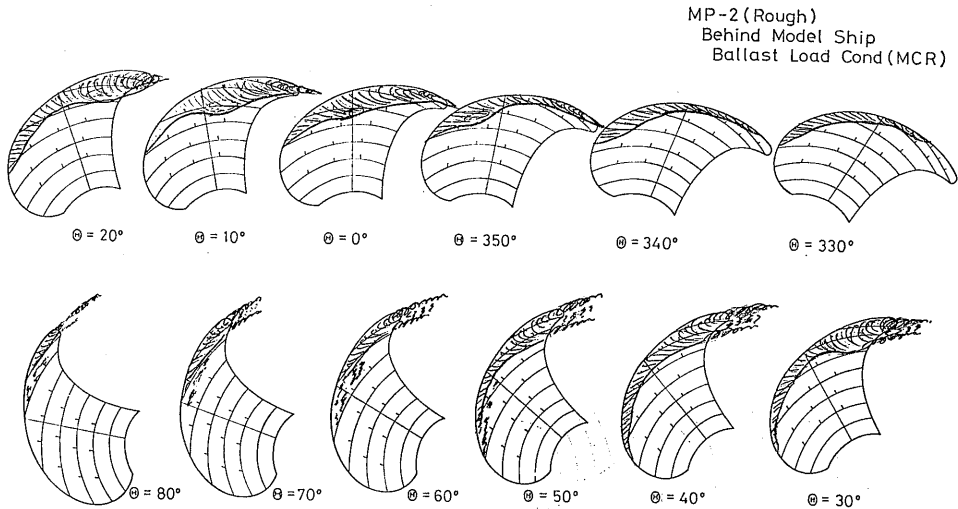 MP-2 (Rough)
Behind Model Ship
Ballast Load Cond (MCR)
Θ = 20°
Θ = 10°
Θ = 0°
Θ = 350°
Θ = 340°
Θ = 330°
Θ = 80°
Θ = 70°
Θ = 60°
Θ = 50°
Θ = 40°
Θ = 30°